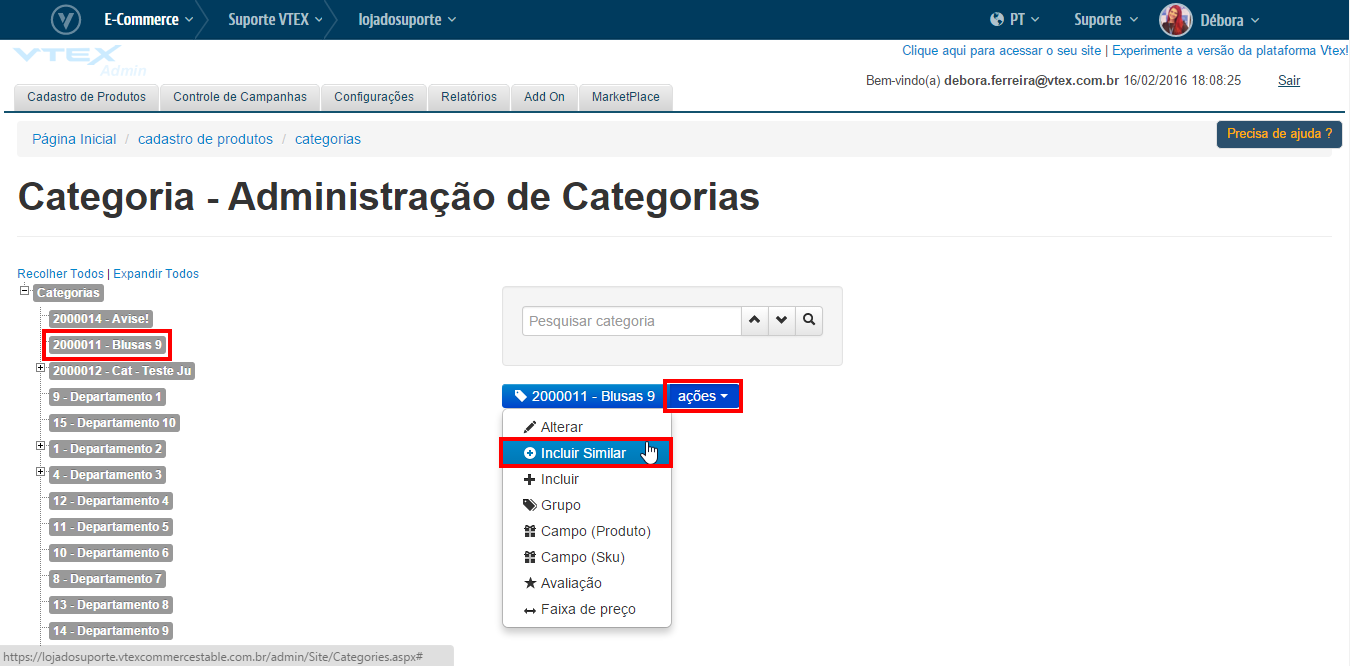 E-Commerce
Suporte VTEX
lojadosuporte
PT
Suporte
Débora
VTEX
Admin
Clique aqui para acessar o seu site | Experimente a versão da plataforma Vtex!
Bem-vindo(a) debora.ferreira@vtex.com.br 16/02/2016 18:08:25 Sair
Cadastro de Produtos
Controle de Campanhas
Configurações
Relatórios
Add On
MarketPlace
Página Inicial / cadastro de produtos / categorias
Precisa de ajuda ?
Categoria - Administração de Categorias
Recolher Todos | Expandir Todos
Categorias
2000014 - Avise!
2000011 - Blusas 9
2000012 - Cat - Teste Ju
9 - Departamento 1
15 - Departamento 10
1 - Departamento 2
4 - Departamento 3
12 - Departamento 4
11 - Departamento 5
10 - Departamento 6
8 - Departamento 7
13 - Departamento 8
14 - Departamento 9
Pesquisar categoria
2000011 - Blusas 9
ações
Alterar
Incluir Similar
Incluir
Grupo
Campo (Produto)
Campo (Sku)
Avaliação
Faixa de preço
https://lojadosuporte.vtexcommercestable.com.br/admin/Site/Categories.aspx#